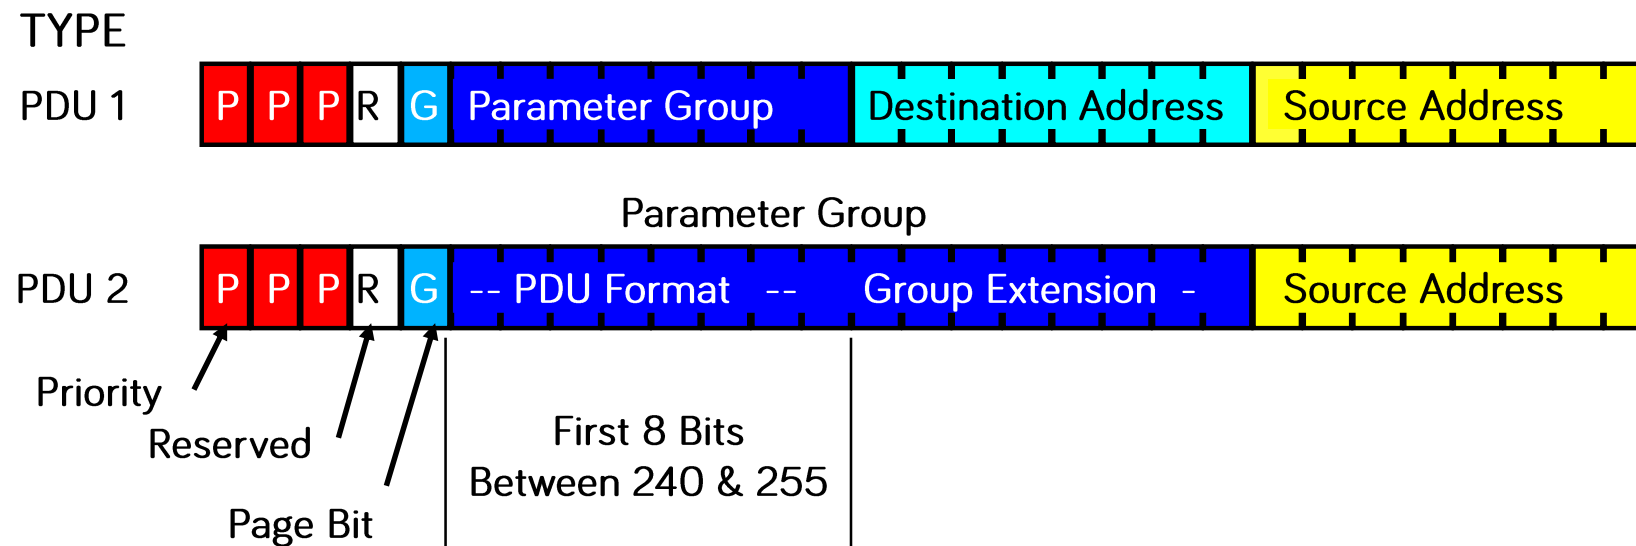 TYPE
PDU 1 P P P R G Parameter Group Destination Address Source Address
Parameter Group
PDU 2 P P P R G -- PDU Format -- Group Extension - Source Address
Priority
Reserved
Page Bit
First 8 Bits
Between 240 & 255